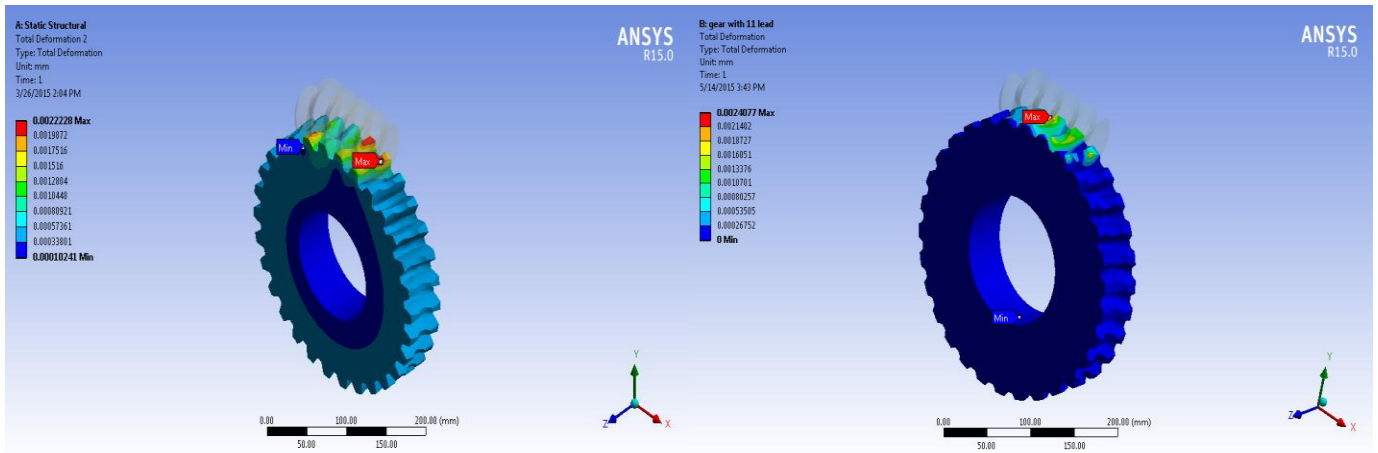 A: Static Structural
Total Deformation 2
Type: Total Deformation
Unit: mm
Time: 1
3/26/2015 2:04 PM
0.0022228 Max
0.0019872
0.0017516
0.001516
0.0012804
0.0010448
0.00080921
0.00057361
0.00033801
0.00010241 Min
ANSYS
R15.0
Min
Max
0.00
100.00
200.00 (mm)
50.00
150.00
Y
Z
X
B: gear with 11 lead
Total Deformation
Type: Total Deformation
Unit: mm
Time: 1
5/14/2015 3:43 PM
0.0024077 Max
0.0021402
0.0018727
0.0016051
0.0013376
0.0010701
0.00080257
0.00053505
0.00026752
0 Min
ANSYS
R15.0
Max
Min
0.00
100.00
200.00 (mm)
50.00
150.00
Y
Z
X